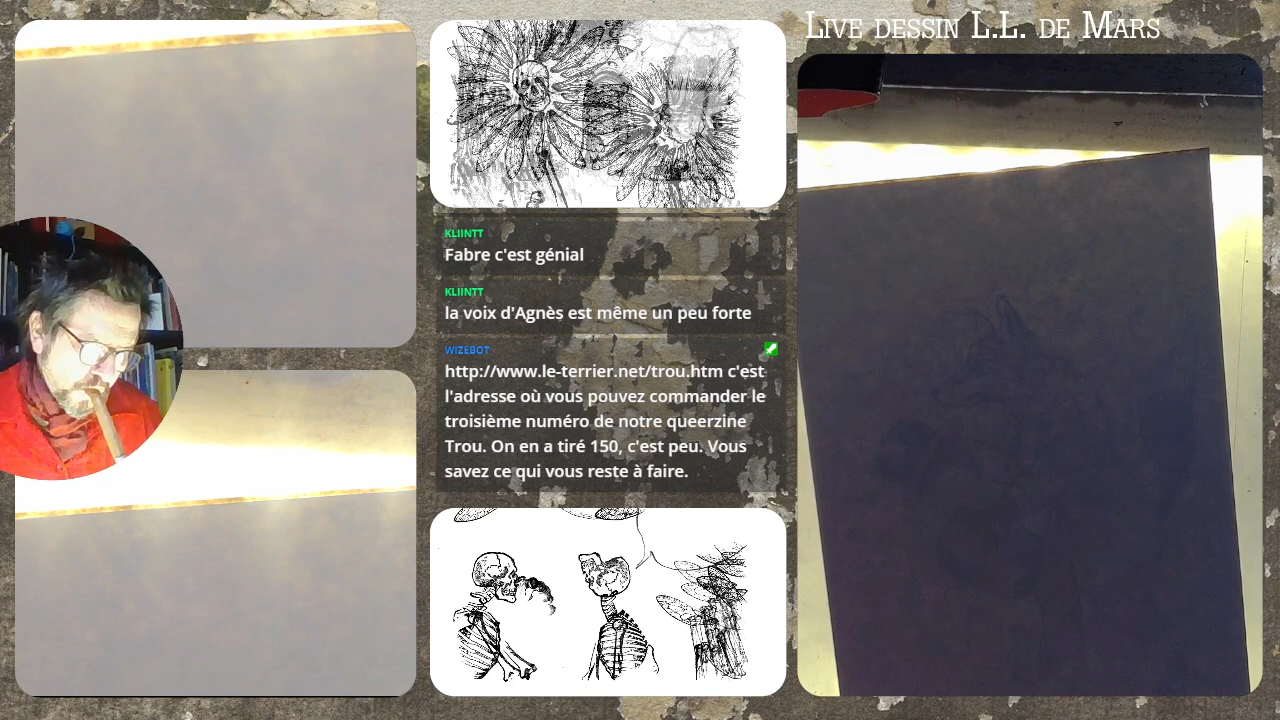 Live dessin L.L. de Mars
KLIINTT
Fabre c'est génial
KLIINTT
la voix d'Agnès est même un peu forte
WIZEBOT
http://www.le-terrier.net/trou.htm c'est
l'adresse où vous pouvez commander le
troisième numéro de notre queerzine
Trou. On en a tiré 150, c'est peu. Vous
savez ce qui vous reste à faire.